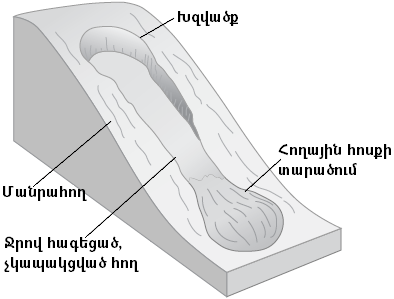 Խզվածք
Հողային հոսքի
տարածում
Մանրահող
Ջրով հագեցած,
չկապակցված հող